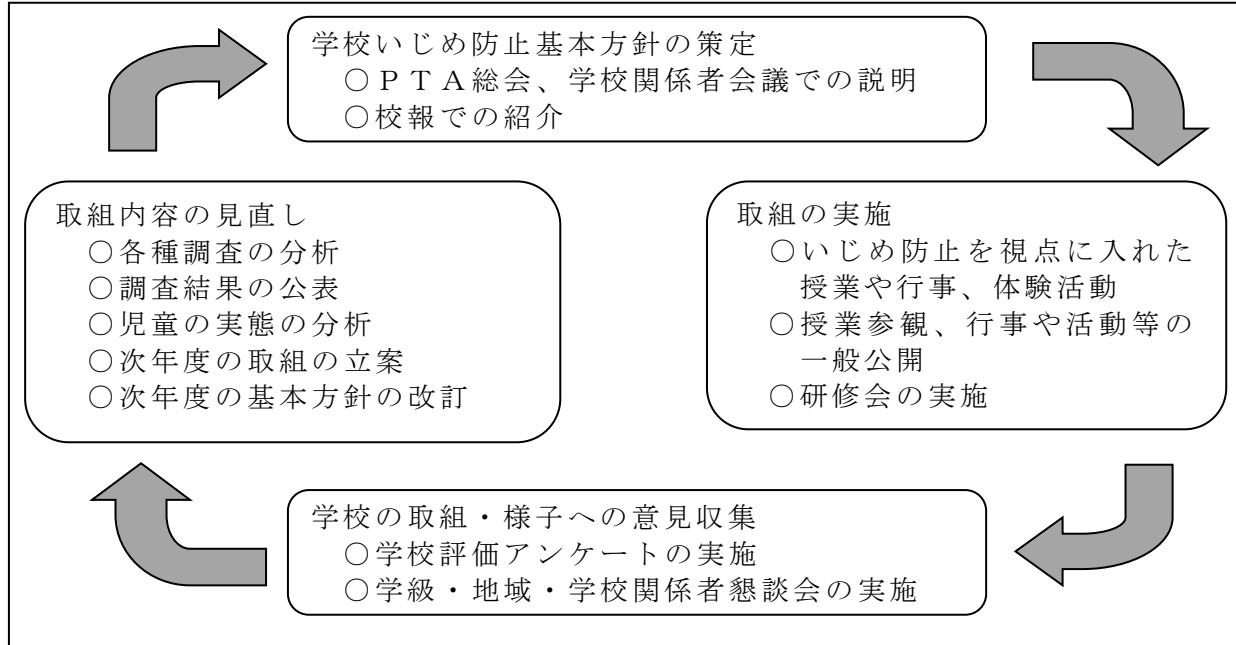 学校いじめ防止基本方針の策定
○ＰＴＡ総会、学校関係者会議での説明
○校報での紹介
取組の実施
○いじめ防止を視点に入れた
授業や行事、体験活動
○授業参観、行事や活動等の
一般公開
○研修会の実施
学校の取組・様子への意見収集
○学校評価アンケートの実施
○学級・地域・学校関係者懇談会の実施
取組内容の見直し
○各種調査の分析
○調査結果の公表
○児童の実態の分析
○次年度の取組の立案
○次年度の基本方針の改訂